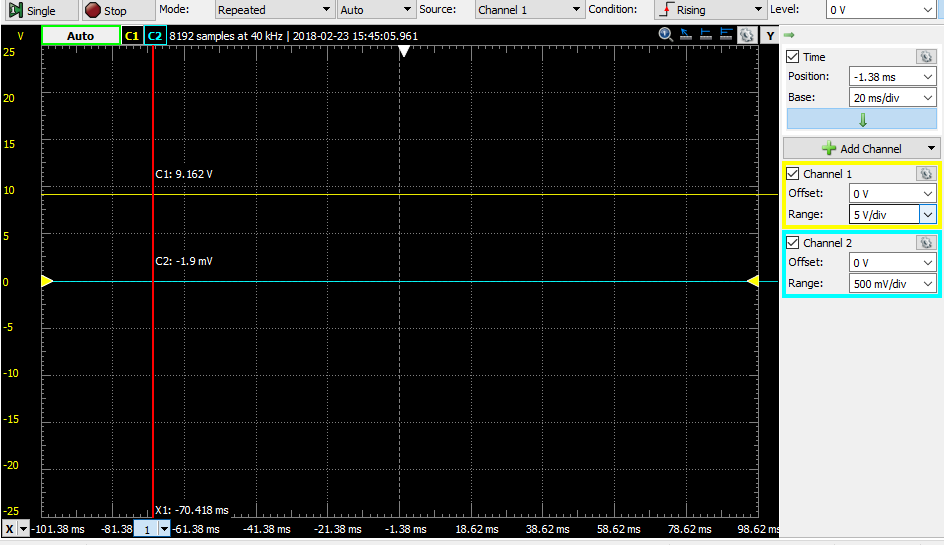 Single Stop Mode: Repeated Auto Source: Channel 1 Condition: Rising Level: 0 V
V Auto C1 C2 8192 samples at 40 kHz | 2018-02-23 15:45:05.961 Y
25
20
15
10
5
0
-5
-10
-15
-20
-25
C1: 9.162 V
C2: -1.9 mV
X1: -70.418 ms
X -101.38 ms -81.38 1 -61.38 ms -41.38 ms -21.38 ms -1.38 ms 18.62 ms 38.62 ms 58.62 ms 78.62 ms 98.62 ms
Time
Position: -1.38 ms
Base: 20 ms/div
Add Channel
Channel 1
Offset: 0 V
Range: 5 V/div
Channel 2
Offset: 0 V
Range: 500 mV/div